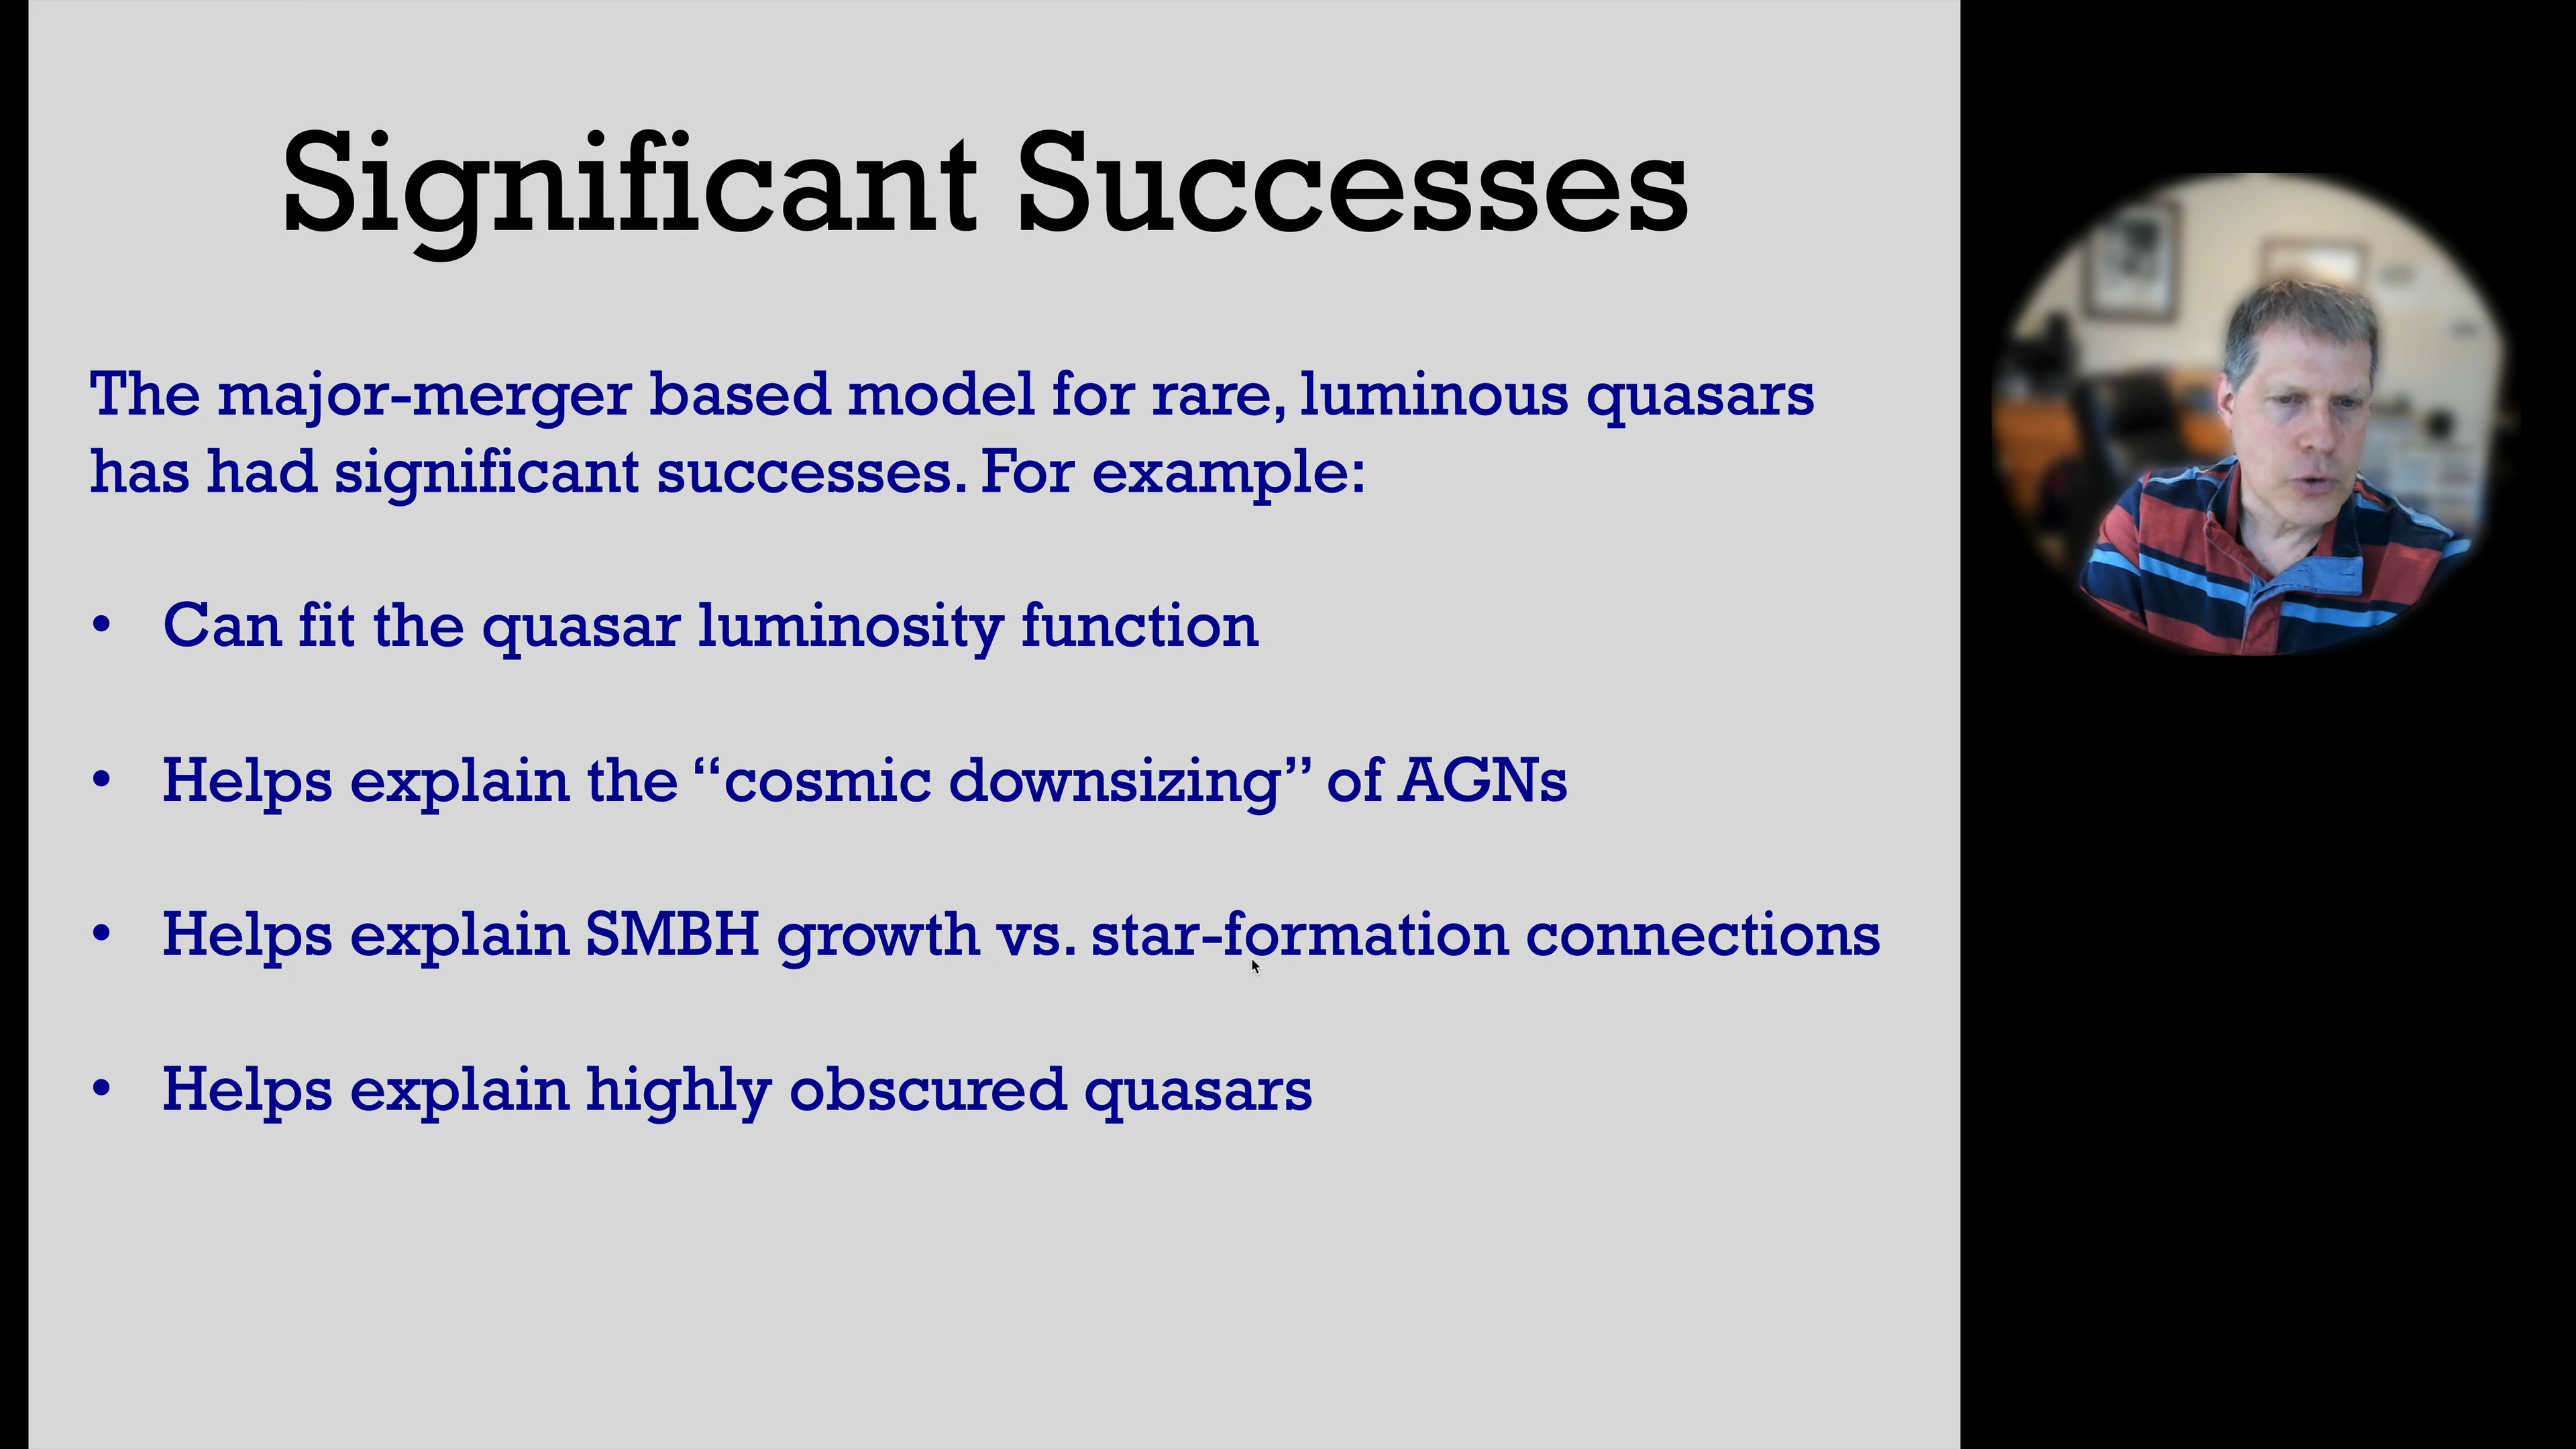 Significant Successes
The major-merger based model for rare, luminous quasars
has had significant successes. For example:
• Can fit the quasar luminosity function
• Helps explain the “cosmic downsizing” of AGNs
• Helps explain SMBH growth vs. star-formation connections
• Helps explain highly obscured quasars